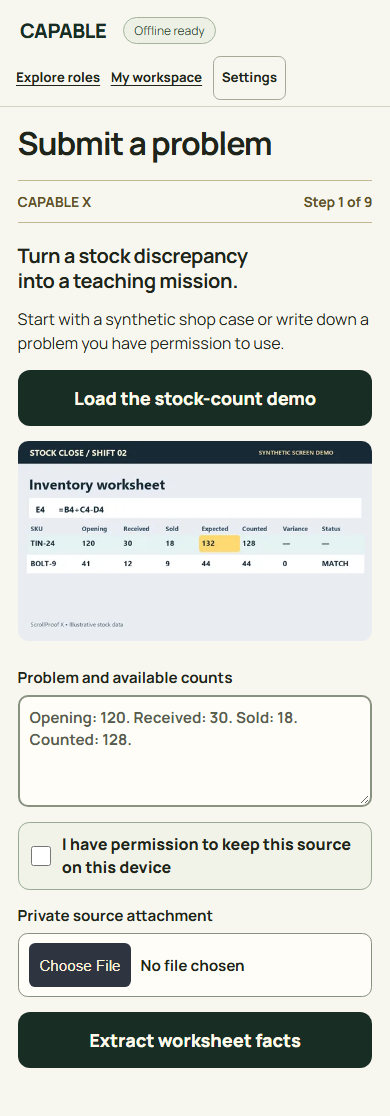 CAPABLE
Offline ready
Explore roles
My workspace
Settings
Submit a problem
CAPABLE X
Step 1 of 9
Turn a stock discrepancy
into a teaching mission.
Start with a synthetic shop case or write down a
problem you have permission to use.
Load the stock-count demo
STOCK CLOSE / SHIFT 02
SYNTHETIC SCREEN DEMO
Inventory worksheet
E4 =B4+C4-D4
SKU Opening Received Sold Expected Counted Variance Status
TIN-24 120 30 18 132 128 — —
BOLT-9 41 12 9 44 44 0 MATCH
ScrollProof X • Illustrative stock data
Problem and available counts
Opening: 120. Received: 30. Sold: 18.
Counted: 128.
I have permission to keep this source
on this device
Private source attachment
Choose File No file chosen
Extract worksheet facts